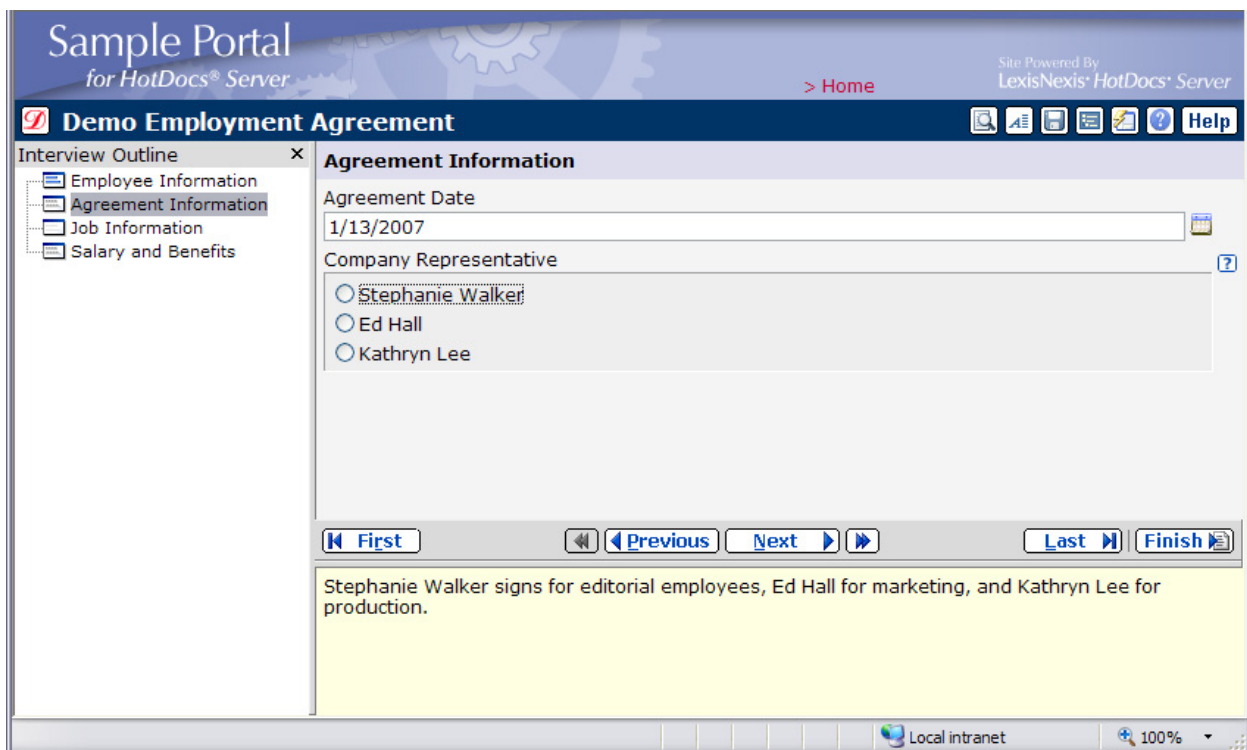 Sample Portal
for HotDocs® Server
> Home
Site Powered By
LexisNexis· HotDocs· Server
Demo Employment Agreement
Help
Interview Outline x
Employee Information
Agreement Information
Job Information
Salary and Benefits
Agreement Information
Agreement Date
1/13/2007
Company Representative
Stephanie Walker
Ed Hall
Kathryn Lee
First
Previous
Next
Last
Finish
Stephanie Walker signs for editorial employees, Ed Hall for marketing, and Kathryn Lee for
production.
Local intranet
100%